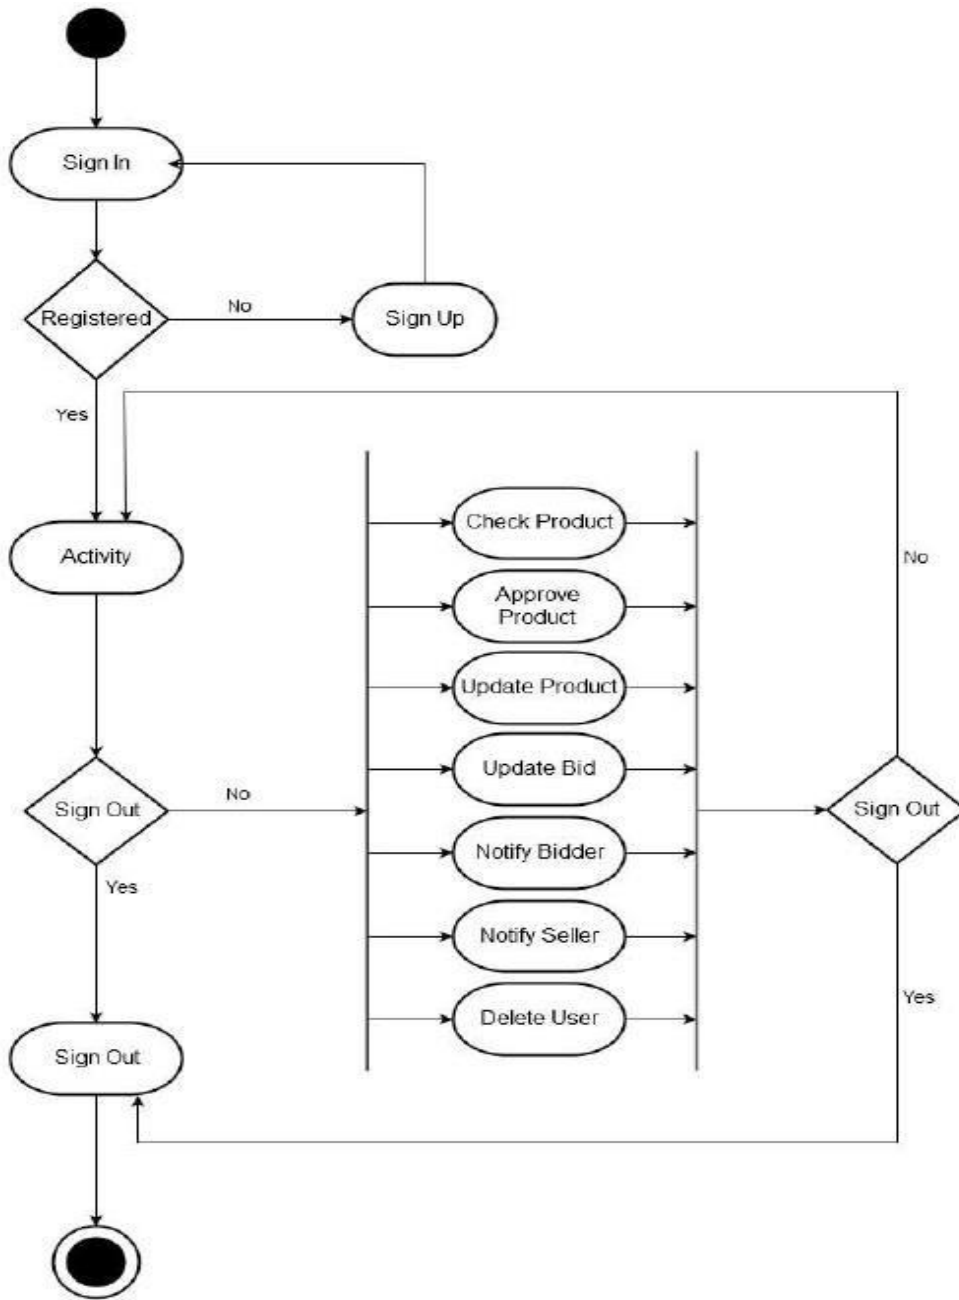 Sign In
Registered
No
Sign Up
Yes
Activity
Check Product
Approve
Product
Update Product
Update Bid
Notify Bidder
Notify Seller
Delete User
No
Sign Out
No
Sign Out
Yes
Yes
Sign Out